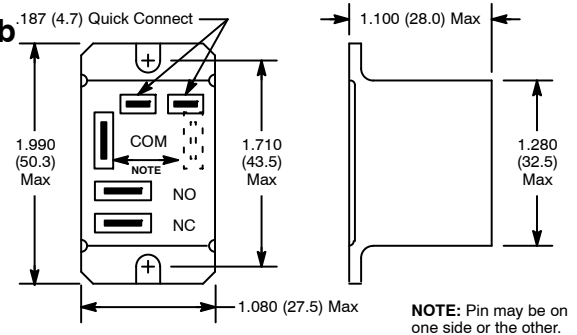 b
.187 (4.7) Quick Connect
1.100 (28.0) Max
1.990
(50.3)
Max
COM
NOTE
NO
NC
1.710
(43.5)
Max
1.280
(32.5)
Max
1.080 (27.5) Max
NOTE: Pin may be on
one side or the other.